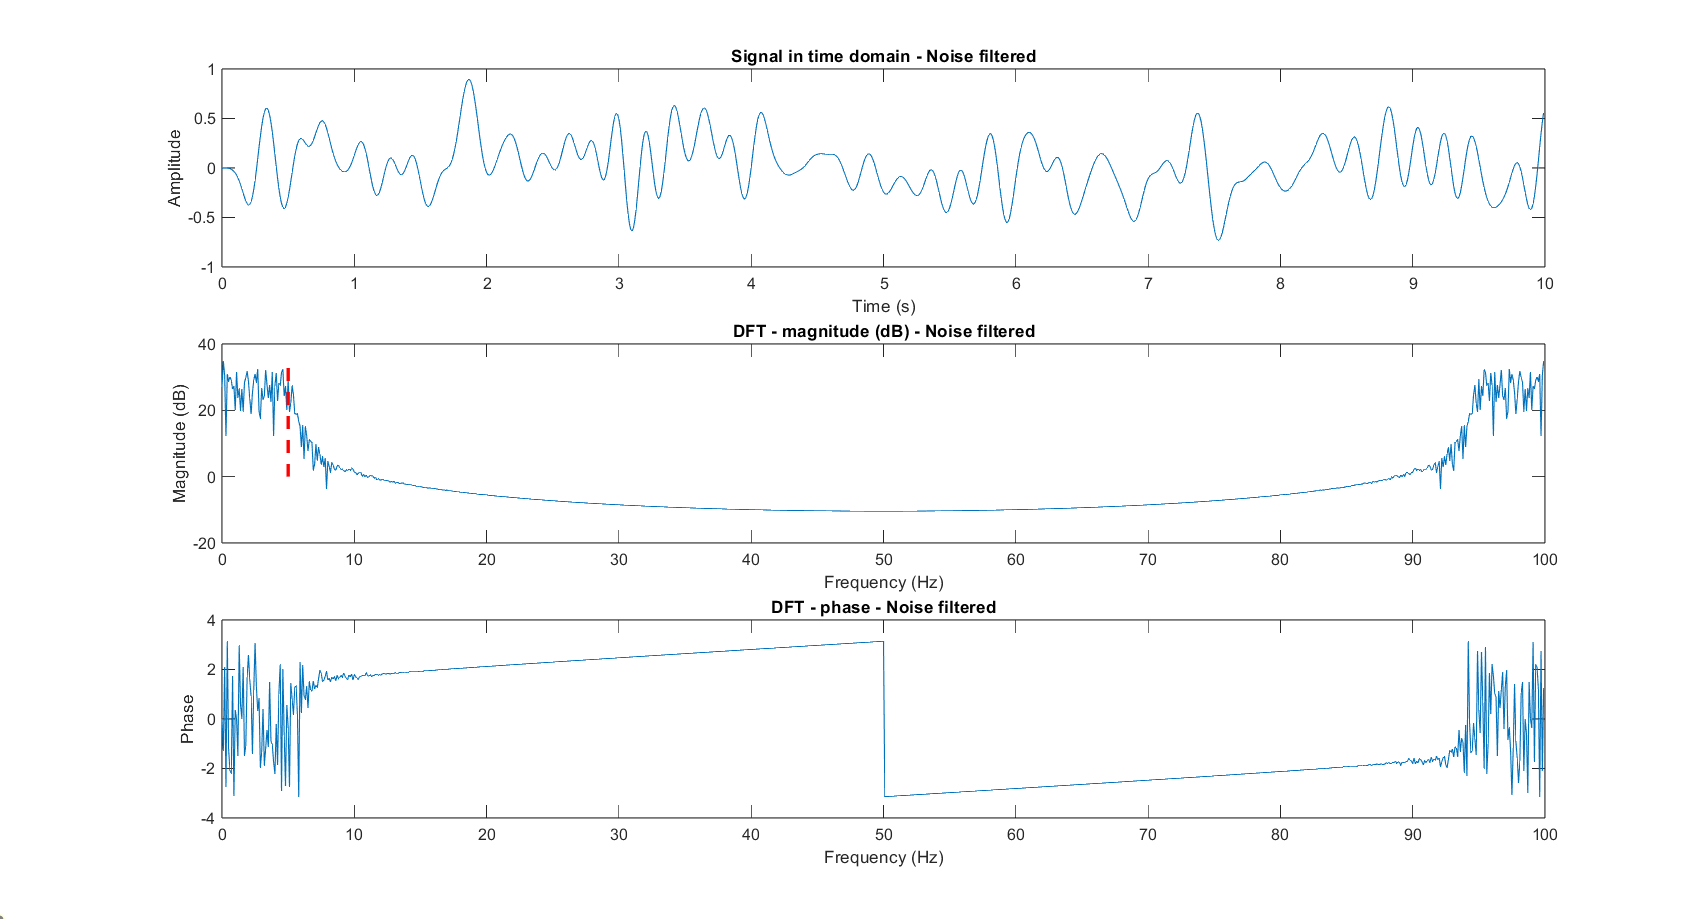 Signal in time domain - Noise filtered
1
0.5
0
-0.5
-1
Amplitude
0 1 2 3 4 5 6 7 8 9 10
Time (s)
DFT - magnitude (dB) - Noise filtered
40
20
0
-20
Magnitude (dB)
0 10 20 30 40 50 60 70 80 90 100
Frequency (Hz)
DFT - phase - Noise filtered
4
2
0
-2
-4
Phase
0 10 20 30 40 50 60 70 80 90 100
Frequency (Hz)